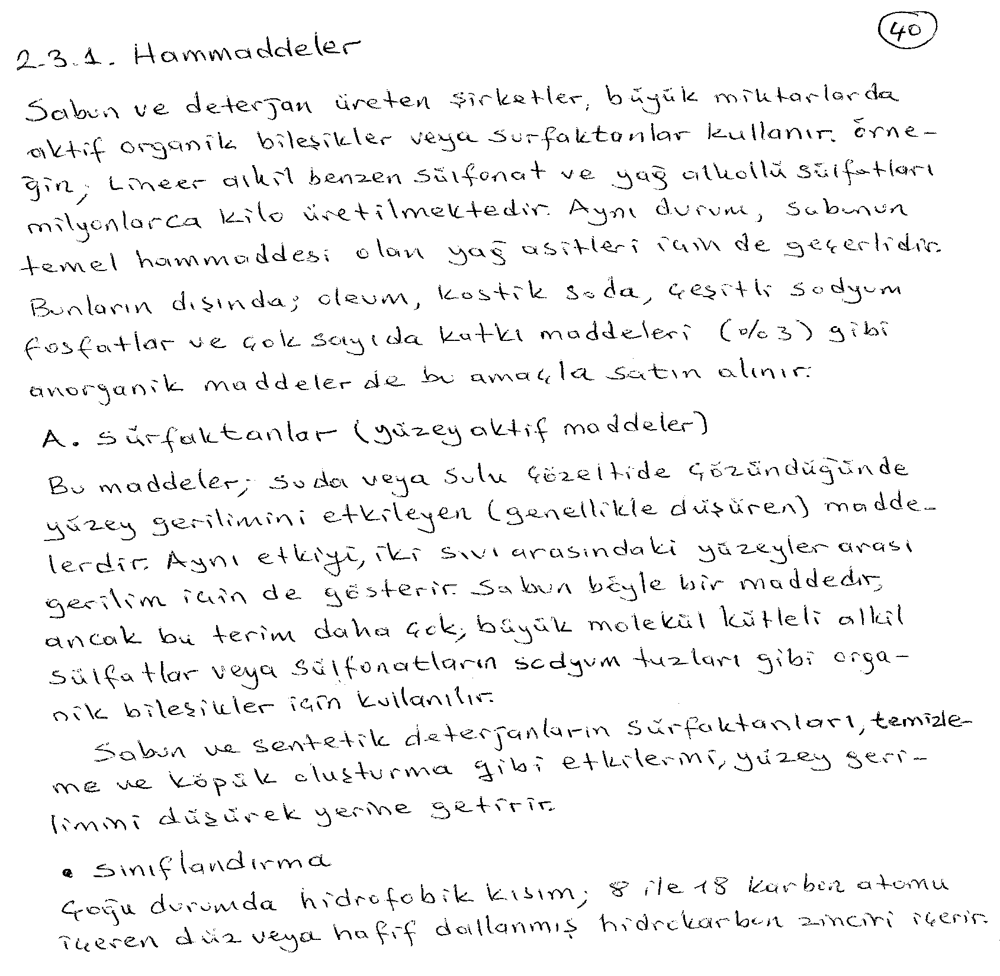 40
2.3.1. Hammaddeler
Sabun ve deterjan üreten şirketler, büyük miktarlarda
aktif organik bileşikler veya surfaktanlar kullanır. örne-
ğin; Lineer alkil benzen sülfonat ve yağ alkollü sülfatları
milyonlarca kilo üretilmektedir. Aynı durum, sabunun
temel hammaddesi olan yağ asitleri için de geçerlidir.
Bunların dışında; oleum, kostik soda, çeşitli sodyum
fosfatlar ve çok sayıda katkı maddeleri (%3) gibi
anorganik maddeler de bu amaçla satın alınır.
A. sürfaktanlar (yüzey aktif maddeler)
Bu maddeler; suda veya sulu çözeltide çözündüğünde
yüzey gerilimini etkileyen (genellikle düşüren) madde-
lerdir. Aynı etkiyi, iki sıvı arasındaki yüzeyler arası
gerilim için de gösterir. Sabun böyle bir maddedir,
ancak bu terim daha çok; büyük molekül kütleli alkil
sülfatlar veya sülfonatların sodyum tuzları gibi orga-
nik bileşikler için kullanılır.
Sabun ve sentetik deterjanların sürfaktanları, temizle-
me ve köpük oluşturma gibi etkilerini, yüzey geri-
limini düşürek yerine getirir.
• Sınıflandırma
Çoğu durumda hidrofobik kısım; 8 ile 18 karbon atomu
içeren düz veya hafif dallanmış hidrokarbon zinciri içerir.